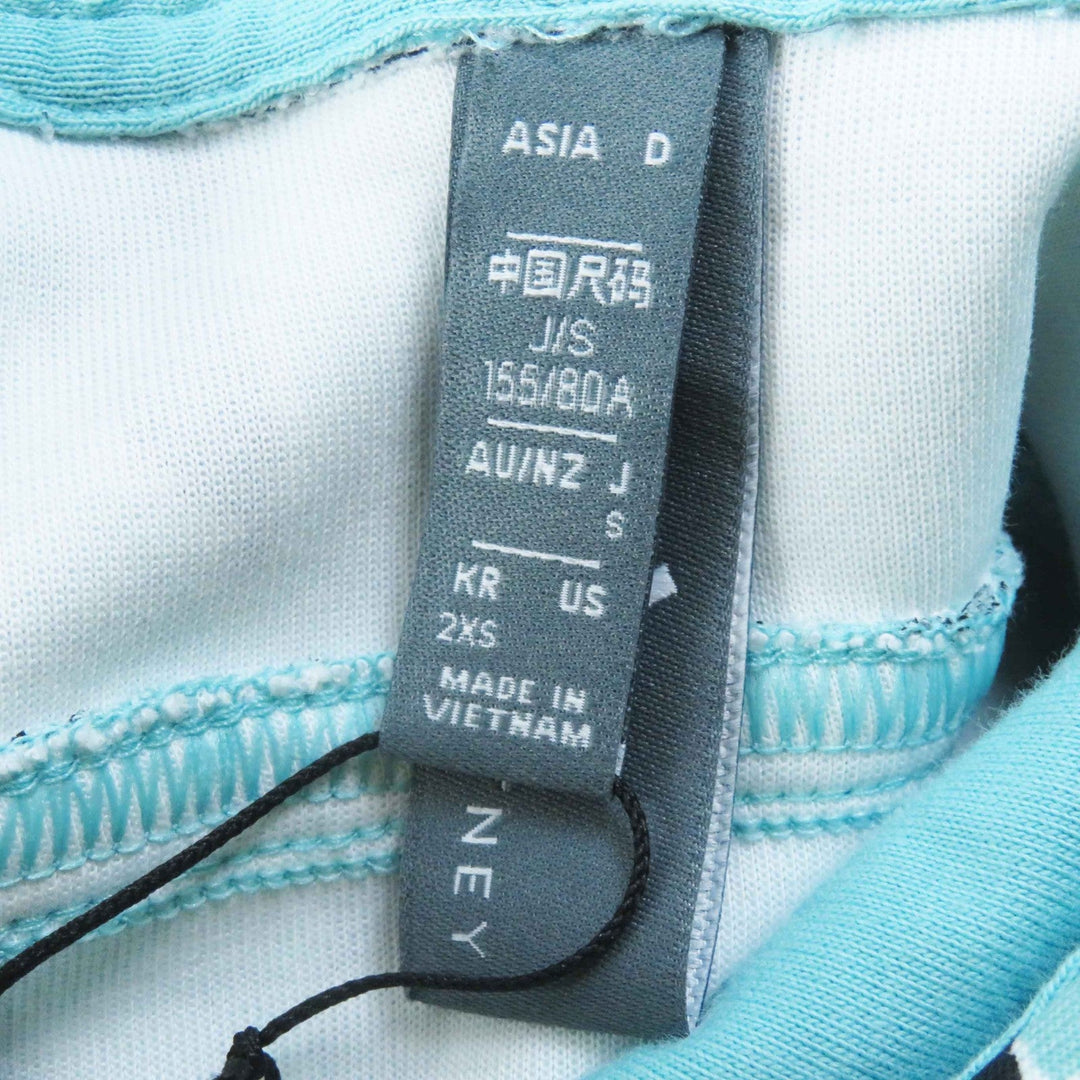 ASIA D
中国尺码
J/S
155/80A
AU/NZ J
S
KR US
2XS
MADE IN
VIETNAM
NEY